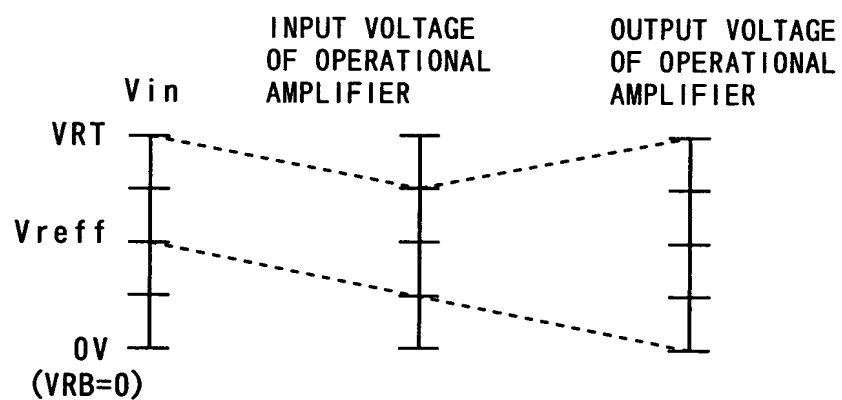 INPUT VOLTAGE
OF OPERATIONAL
AMPLIFIER
OUTPUT VOLTAGE
OF OPERATIONAL
AMPLIFIER
Vin
VRT
Vreff
0V
(VRB=0)